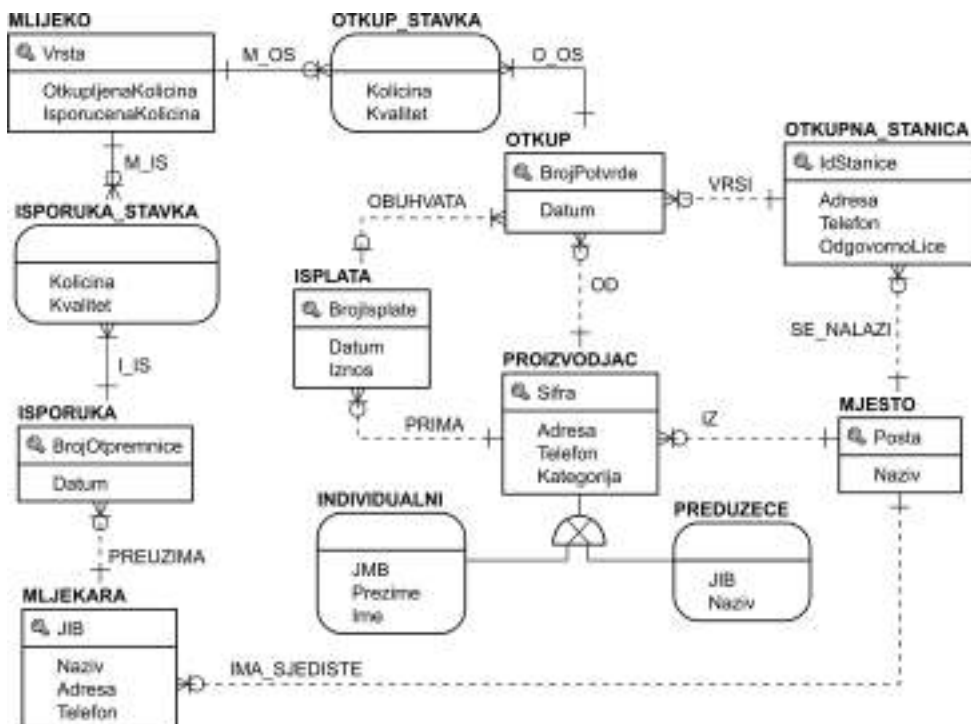 MLIJEKO
Vrsta
OtkupljenaKolicina
IsporucenaKolicina
M_OS
OTKUP_STAVKA
Kolicina
Kvalitet
O_OS
OTKUP
BrojPotvrde
Datum
VRSI
OTKUPNA_STANICA
IdStanice
Adresa
Telefon
OdgovornoLice
M_IS
ISPORUKA_STAVKA
Kolicina
Kvalitet
OBUHVATA
ISPLATA
BrojIsplate
Datum
Iznos
OD
SE_NALAZI
I_IS
ISPORUKA
BrojOtpremnice
Datum
PRIMA
PROIZVODJAC
Sifra
Adresa
Telefon
Kategorija
IZ
MJESTO
Posta
Naziv
INDIVIDUALNI
JMB
Prezime
Ime
PREDUZECE
JIB
Naziv
PREUZIMA
MLJEKARA
JIB
Naziv
Adresa
Telefon
IMA_SJEDISTE